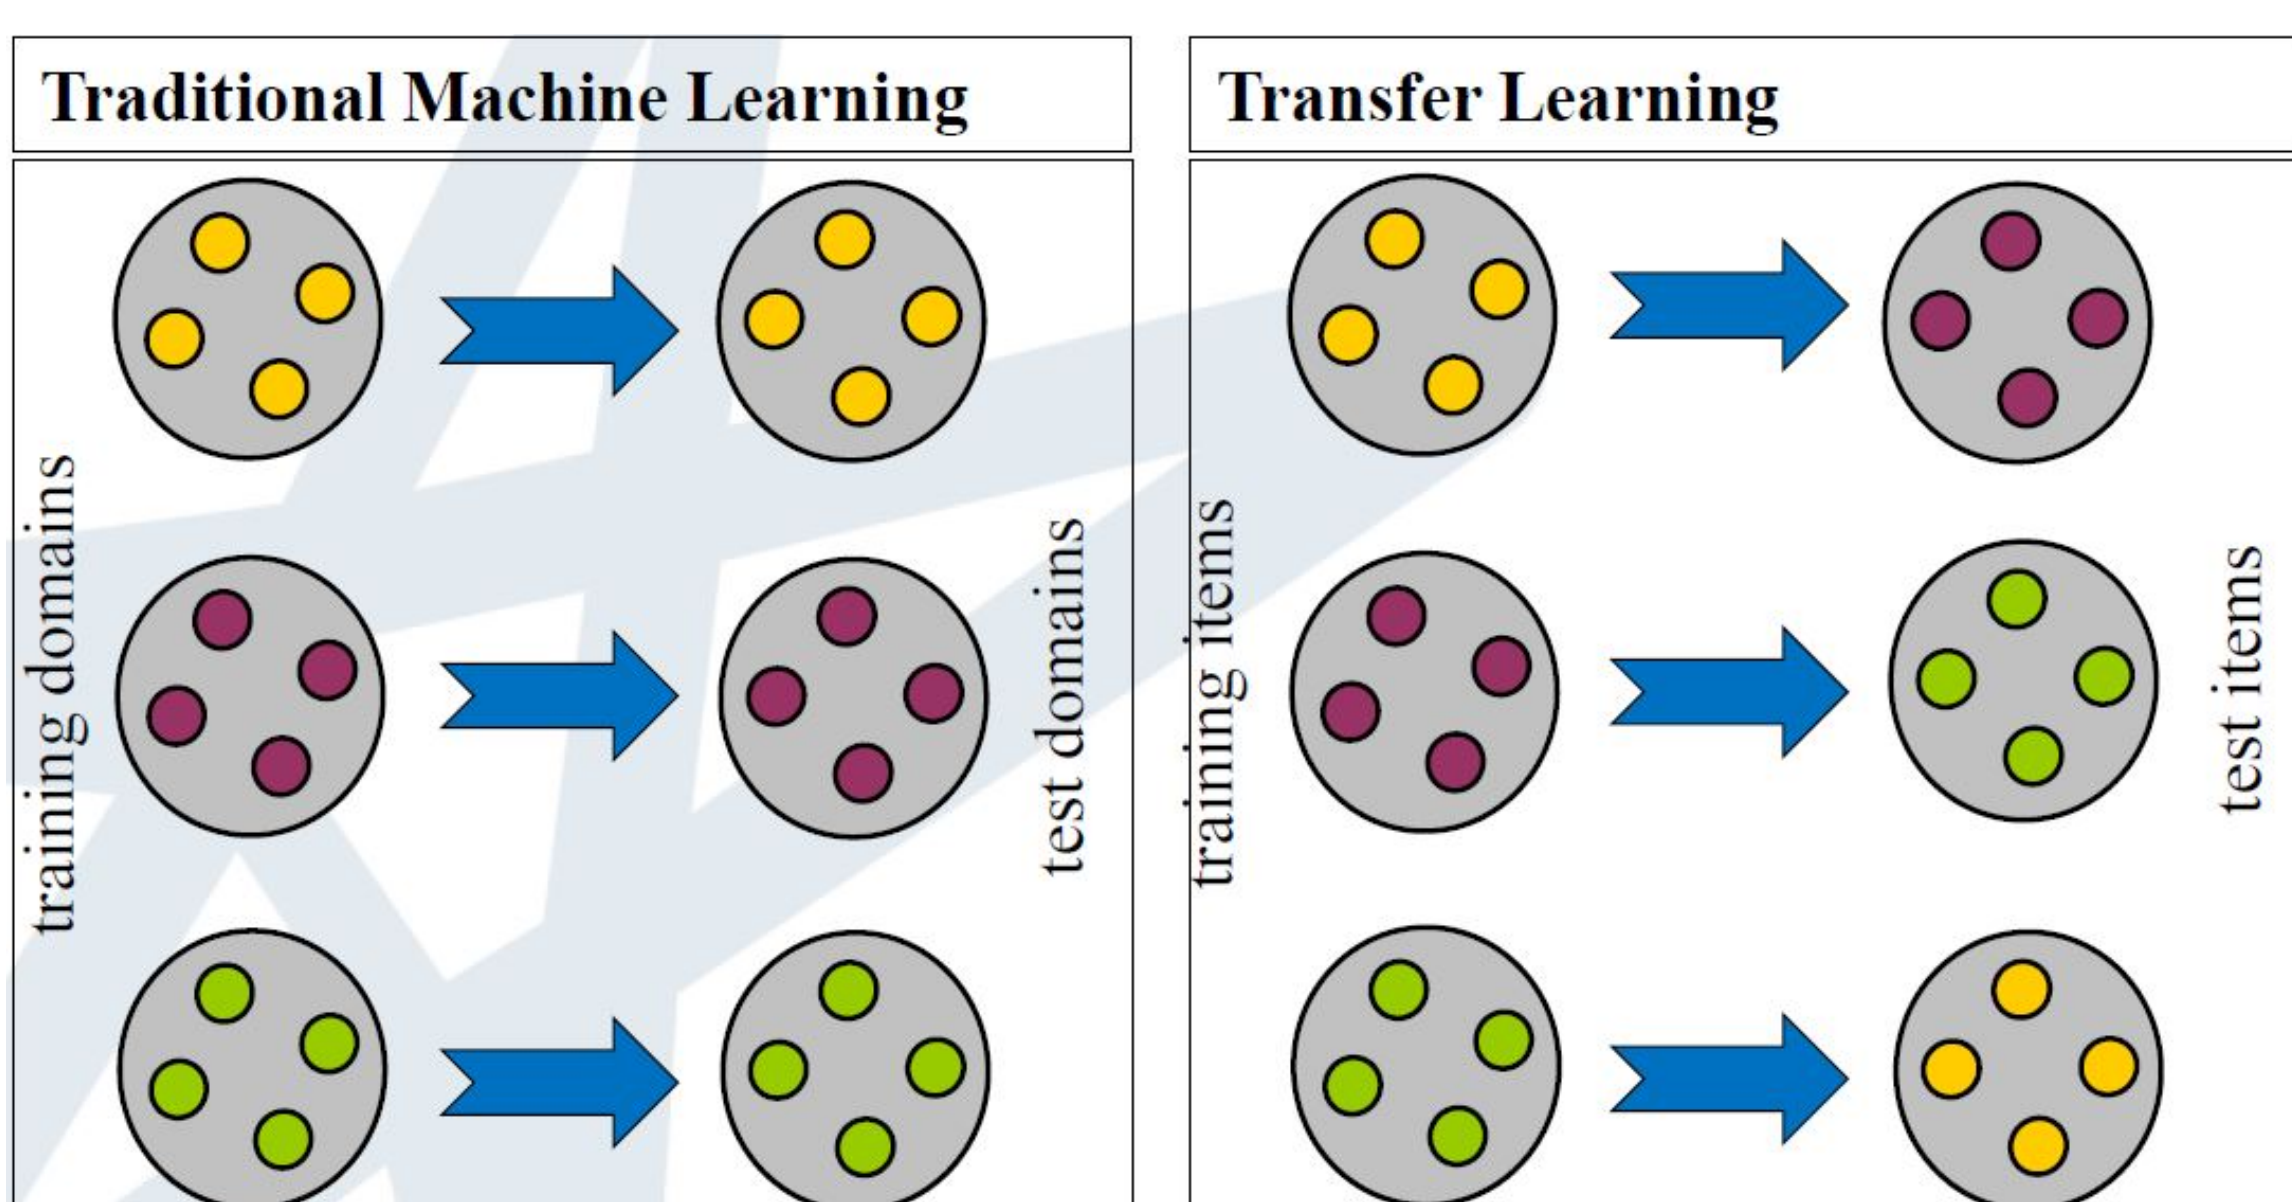 Traditional Machine Learning
training domains
test domains
Transfer Learning
training items
test items